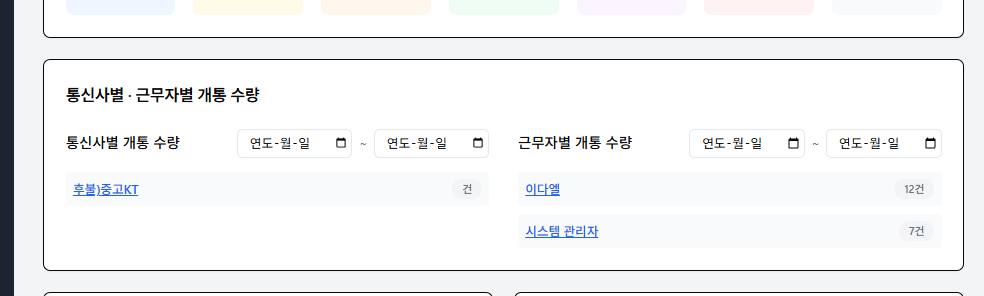 통신사별 · 근무자별 개통 수량
통신사별 개통 수량 연도-월-일 ~ 연도-월-일
근무자별 개통 수량 연도-월-일 ~ 연도-월-일
후불)중고KT 건
이다엘 12건
시스템 관리자 7건